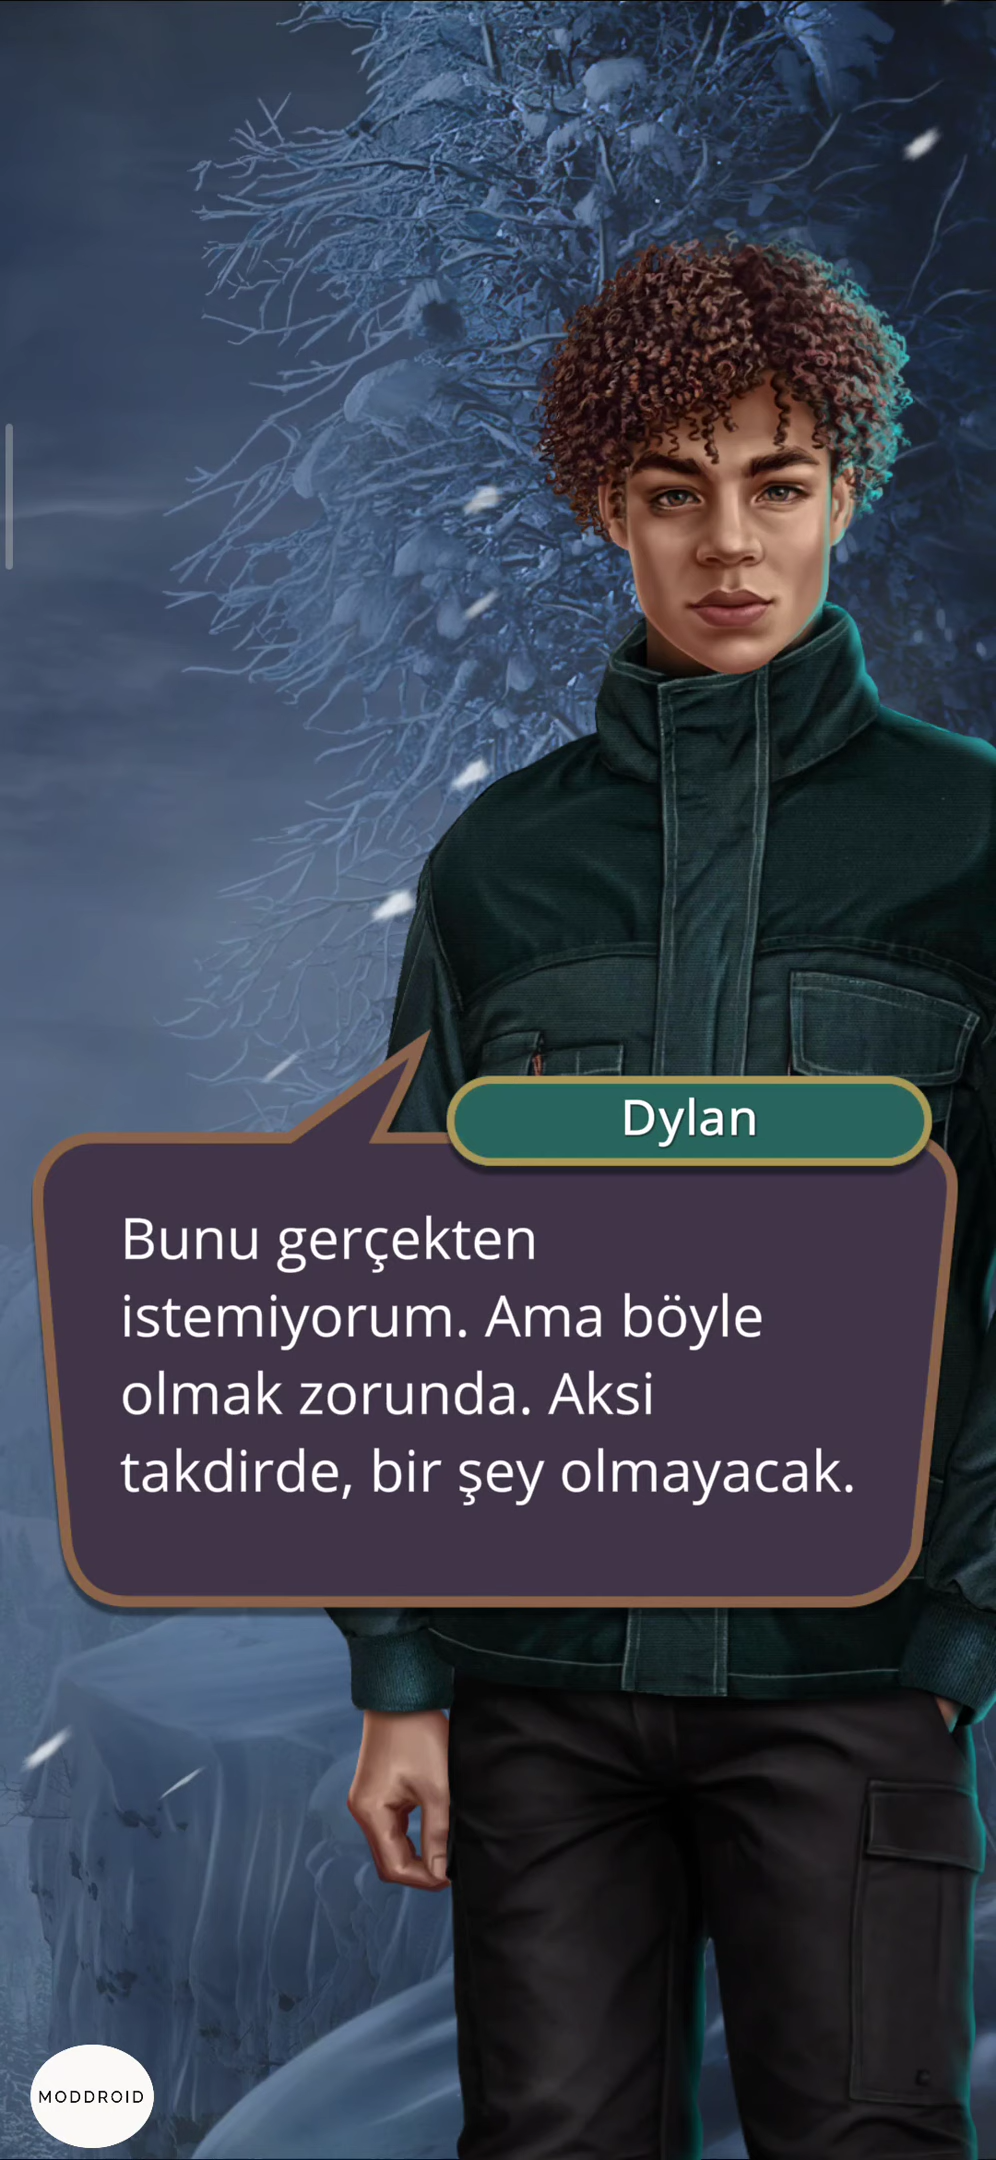 Dylan
Bunu gerçekten
istemiyorum. Ama böyle
olmak zorunda. Aksi
takdirde, bir şey olmayacak.
MODDROID